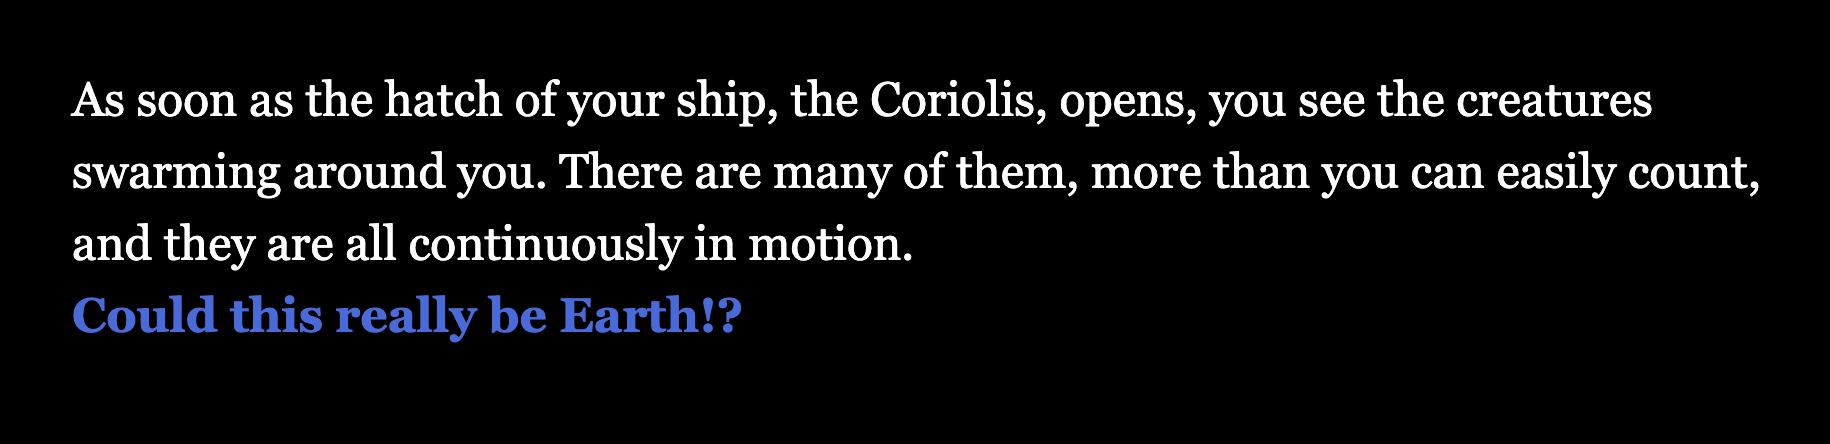 As soon as the hatch of your ship, the Coriolis, opens, you see the creatures
swarming around you. There are many of them, more than you can easily count,
and they are all continuously in motion.
Could this really be Earth!?